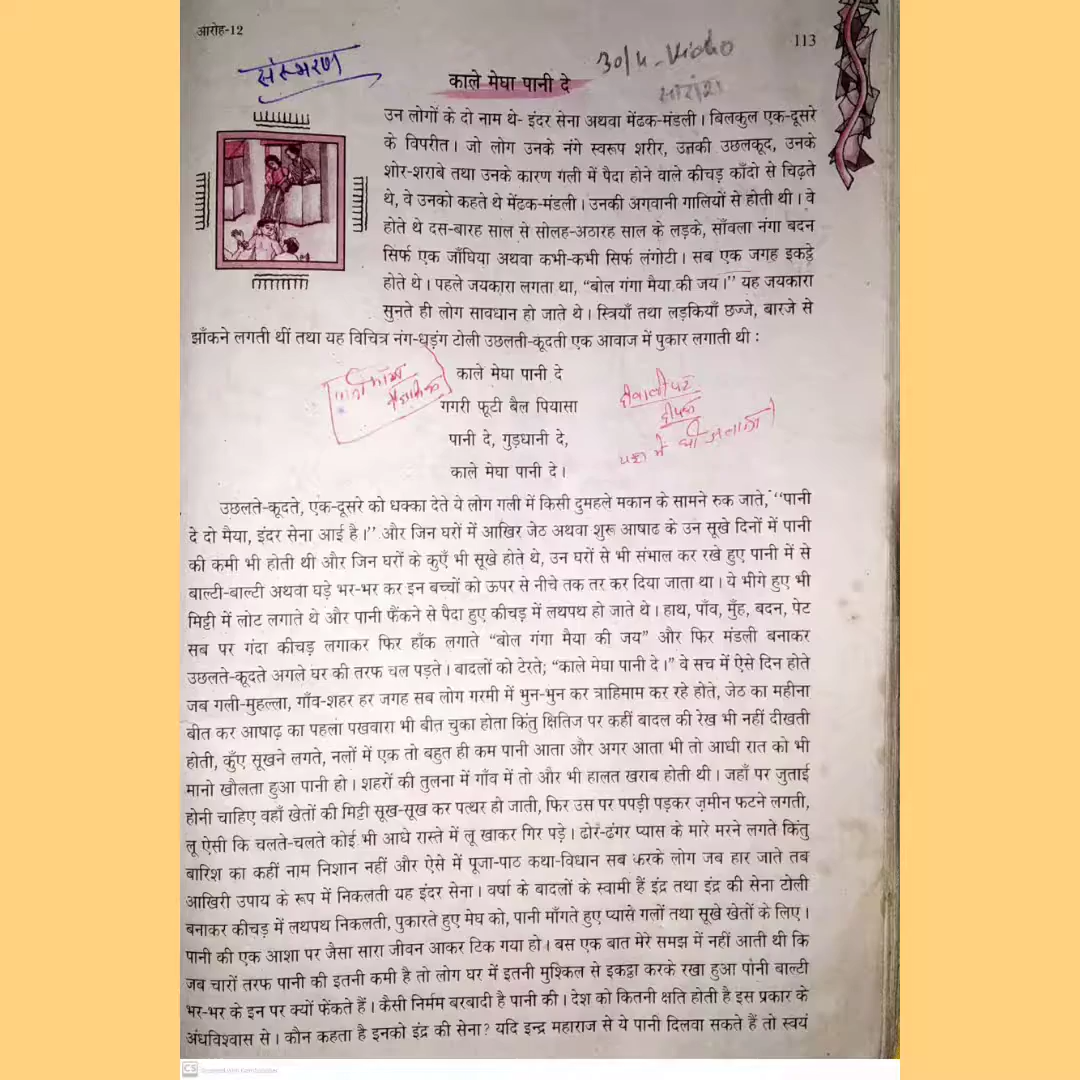 आरोह-12
113
संस्भरण
30/4 - Video
सारांश
काले मेघा पानी दे
उन लोगों के दो नाम थे- इंदर सेना अथवा मेंढक-मंडली। बिलकुल एक-दूसरे
के विपरीत। जो लोग उनके नंगे स्वरूप शरीर, उनकी उछलकूद, उनके
शोर-शराबे तथा उनके कारण गली में पैदा होने वाले कीचड़ काँदो से चिढ़ते
थे, वे उनको कहते थे मेंढक-मंडली। उनकी अगवानी गालियों से होती थी। वे
होते थे दस-बारह साल से सोलह-अठारह साल के लड़के, साँवला नंगा बदन
सिर्फ एक जाँघिया अथवा कभी-कभी सिर्फ लंगोटी। सब एक जगह इकट्ठे
होते थे। पहले जयकारा लगता था, “बोल गंगा मैया की जय।” यह जयकारा
सुनते ही लोग सावधान हो जाते थे। स्त्रियाँ तथा लड़कियाँ छज्जे, बारजे से
झाँकने लगती थीं तथा यह विचित्र नंग-धड़ंग टोली उछलती-कूदती एक आवाज में पुकार लगाती थी :
काले मेघा पानी दे
गगरी फूटी बैल पियासा
पानी दे, गुड़धानी दे,
काले मेघा पानी दे।
दीवाली पर
दीपक
यज्ञ में घी जलाना
उछलते-कूदते, एक-दूसरे को धक्का देते ये लोग गली में किसी दुमहले मकान के सामने रुक जाते, “पानी
दे दो मैया, इंदर सेना आई है।” और जिन घरों में आखिर जेठ अथवा शुरू आषाढ के उन सूखे दिनों में पानी
की कमी भी होती थी और जिन घरों के कुएँ भी सूखे होते थे, उन घरों से भी संभाल कर रखे हुए पानी में से
बाल्टी-बाल्टी अथवा घड़े भर-भर कर इन बच्चों को ऊपर से नीचे तक तर कर दिया जाता था। ये भीगे हुए भी
मिट्टी में लोट लगाते थे और पानी फैंकने से पैदा हुए कीचड़ में लथपथ हो जाते थे। हाथ, पाँव, मुँह, बदन, पेट
सब पर गंदा कीचड़ लगाकर फिर हाँक लगाते “बोल गंगा मैया की जय” और फिर मंडली बनाकर
उछलते-कूदते अगले घर की तरफ चल पड़ते। बादलों को टेरते; “काले मेघा पानी दे।” वे सच में ऐसे दिन होते
जब गली-मुहल्ला, गाँव-शहर हर जगह सब लोग गरमी में भुन-भुन कर त्राहिमाम कर रहे होते, जेठ का महीना
बीत कर आषाढ़ का पहला पखवारा भी बीत चुका होता किंतु क्षितिज पर कहीं बादल की रेख भी नहीं दीखती
होती, कुँए सूखने लगते, नलों में एक तो बहुत ही कम पानी आता और अगर आता भी तो आधी रात को भी
मानो खौलता हुआ पानी हो। शहरों की तुलना में गाँव में तो और भी हालत खराब होती थी। जहाँ पर जुताई
होनी चाहिए वहाँ खेतों की मिट्टी सूख-सूख कर पत्थर हो जाती, फिर उस पर पपड़ी पड़कर ज़मीन फटने लगती,
लू ऐसी कि चलते-चलते कोई भी आधे रास्ते में लू खाकर गिर पड़े। ढोर-ढंगर प्यास के मारे मरने लगते किंतु
बारिश का कहीं नाम निशान नहीं और ऐसे में पूजा-पाठ कथा-विधान सब करके लोग जब हार जाते तब
आखिरी उपाय के रूप में निकलती यह इंदर सेना। वर्षा के बादलों के स्वामी हैं इंद्र तथा इंद्र की सेना टोली
बनाकर कीचड़ में लथपथ निकलती, पुकारते हुए मेघ को, पानी माँगते हुए प्यासे गलों तथा सूखे खेतों के लिए।
पानी की एक आशा पर जैसा सारा जीवन आकर टिक गया हो। बस एक बात मेरे समझ में नहीं आती थी कि
जब चारों तरफ पानी की इतनी कमी है तो लोग घर में इतनी मुश्किल से इकट्ठा करके रखा हुआ पानी बाल्टी
भर-भर के इन पर क्यों फेंकते हैं। कैसी निर्मम बरबादी है पानी की। देश को कितनी क्षति होती है इस प्रकार के
अंधविश्वास से। कौन कहता है इनको इंद्र की सेना? यदि इन्द्र महाराज से ये पानी दिलवा सकते हैं तो स्वयं
CS
Scanned with CamScanner